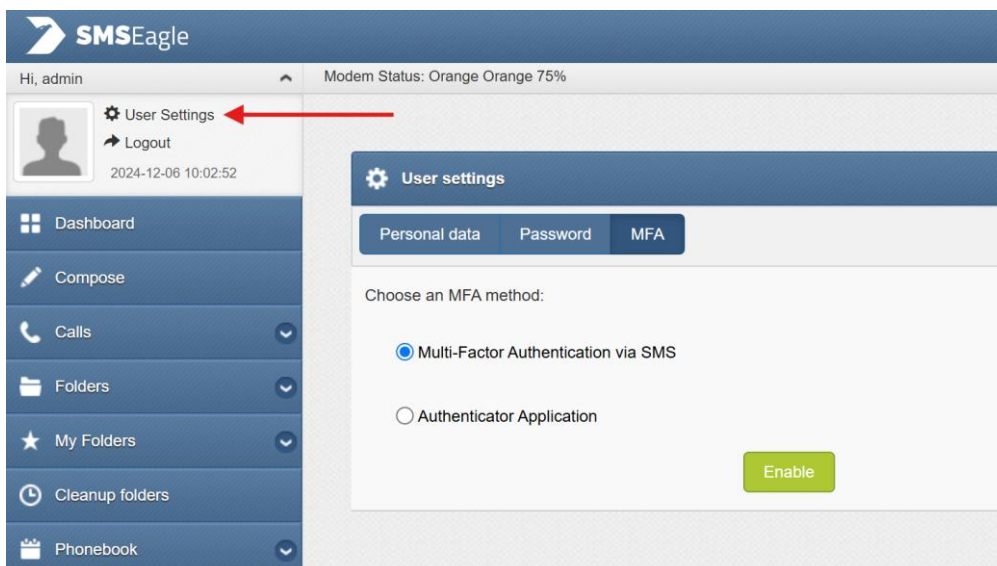 SMSEagle
Hi, admin
Modem Status: Orange Orange 75%
User Settings
Logout
2024-12-06 10:02:52
User settings
Personal data Password MFA
Dashboard
Compose
Calls
Folders
My Folders
Cleanup folders
Phonebook
Choose an MFA method:
Multi-Factor Authentication via SMS
Authenticator Application
Enable